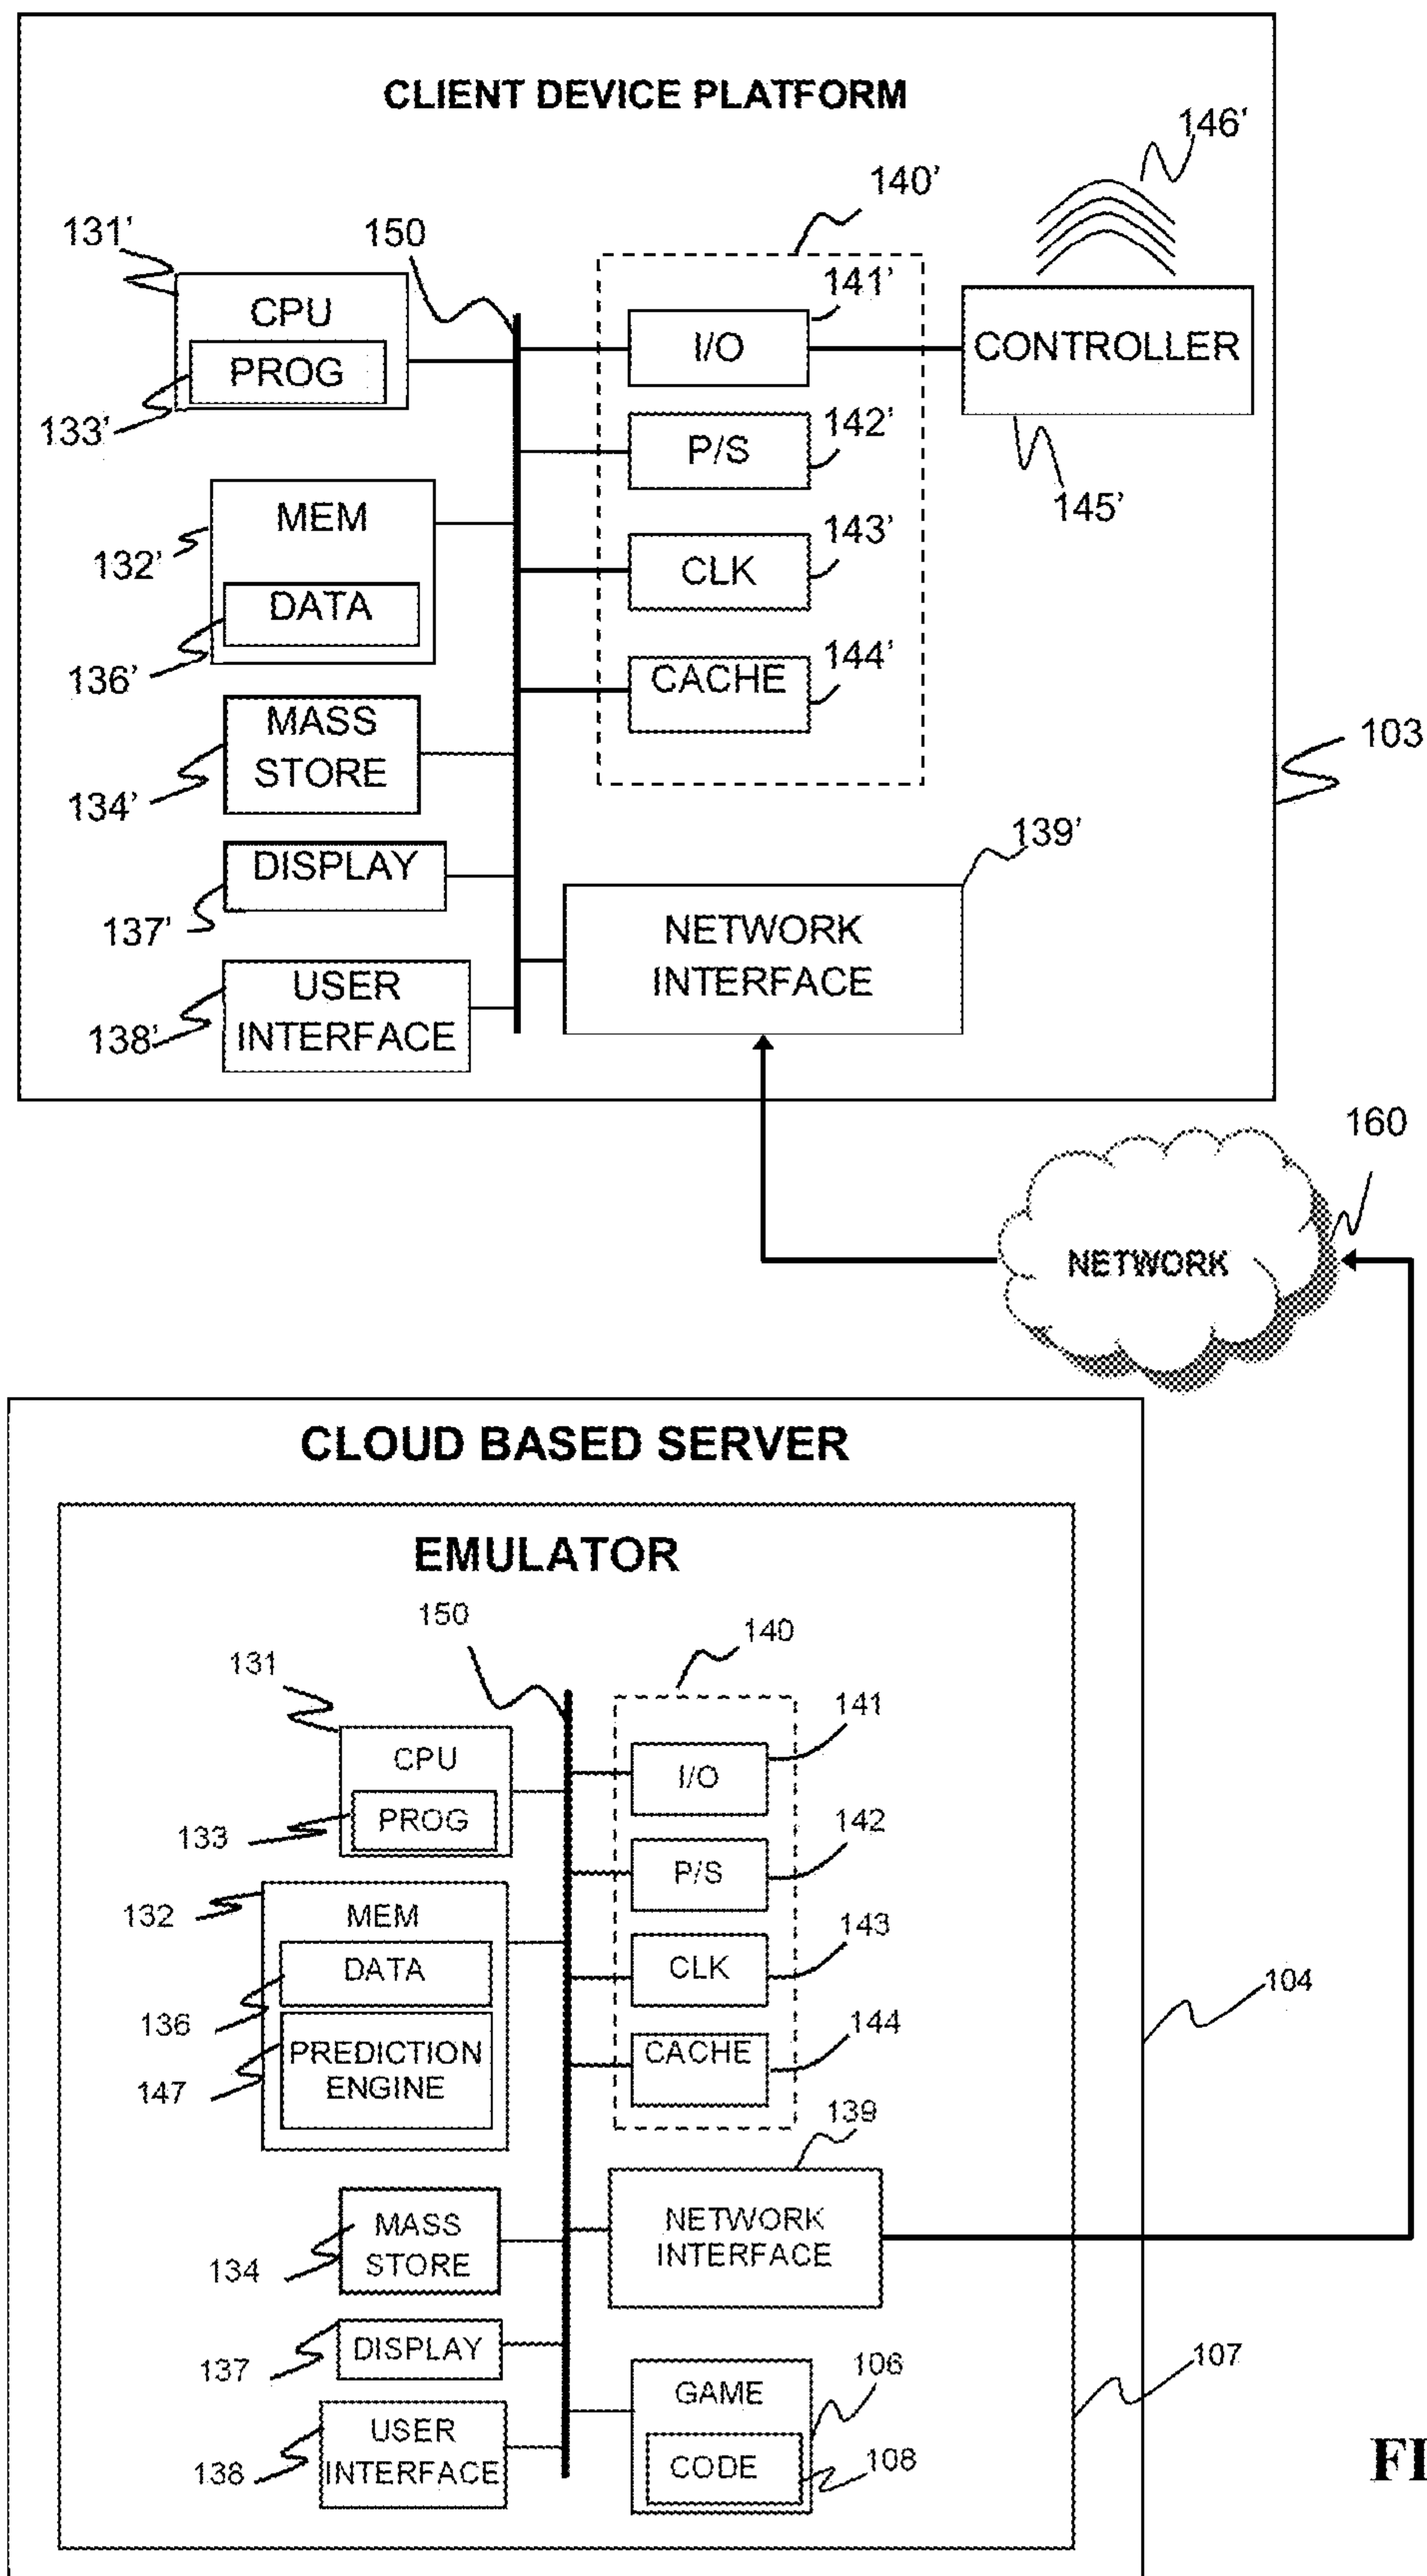 CLIENT DEVICE PLATFORM
146'
140'
131'
150
141'
CPU
I/O
CONTROLLER
PROG
133'
142'
P/S
145'
MEM
143'
132'
CLK
DATA
136'
144'
CACHE
MASS
STORE
134'
103
139'
DISPLAY
137'
NETWORK
INTERFACE
USER
INTERFACE
138'
160
NETWORK
CLOUD BASED SERVER
EMULATOR
150
140
131
141
CPU
I/O
PROG
133
142
P/S
132
MEM
143
DATA
CLK
104
136
144
CACHE
PREDICTION
ENGINE
147
139
MASS
STORE
134
NETWORK
INTERFACE
DISPLAY
137
107
106
GAME
USER
INTERFACE
138
CODE
108
FI